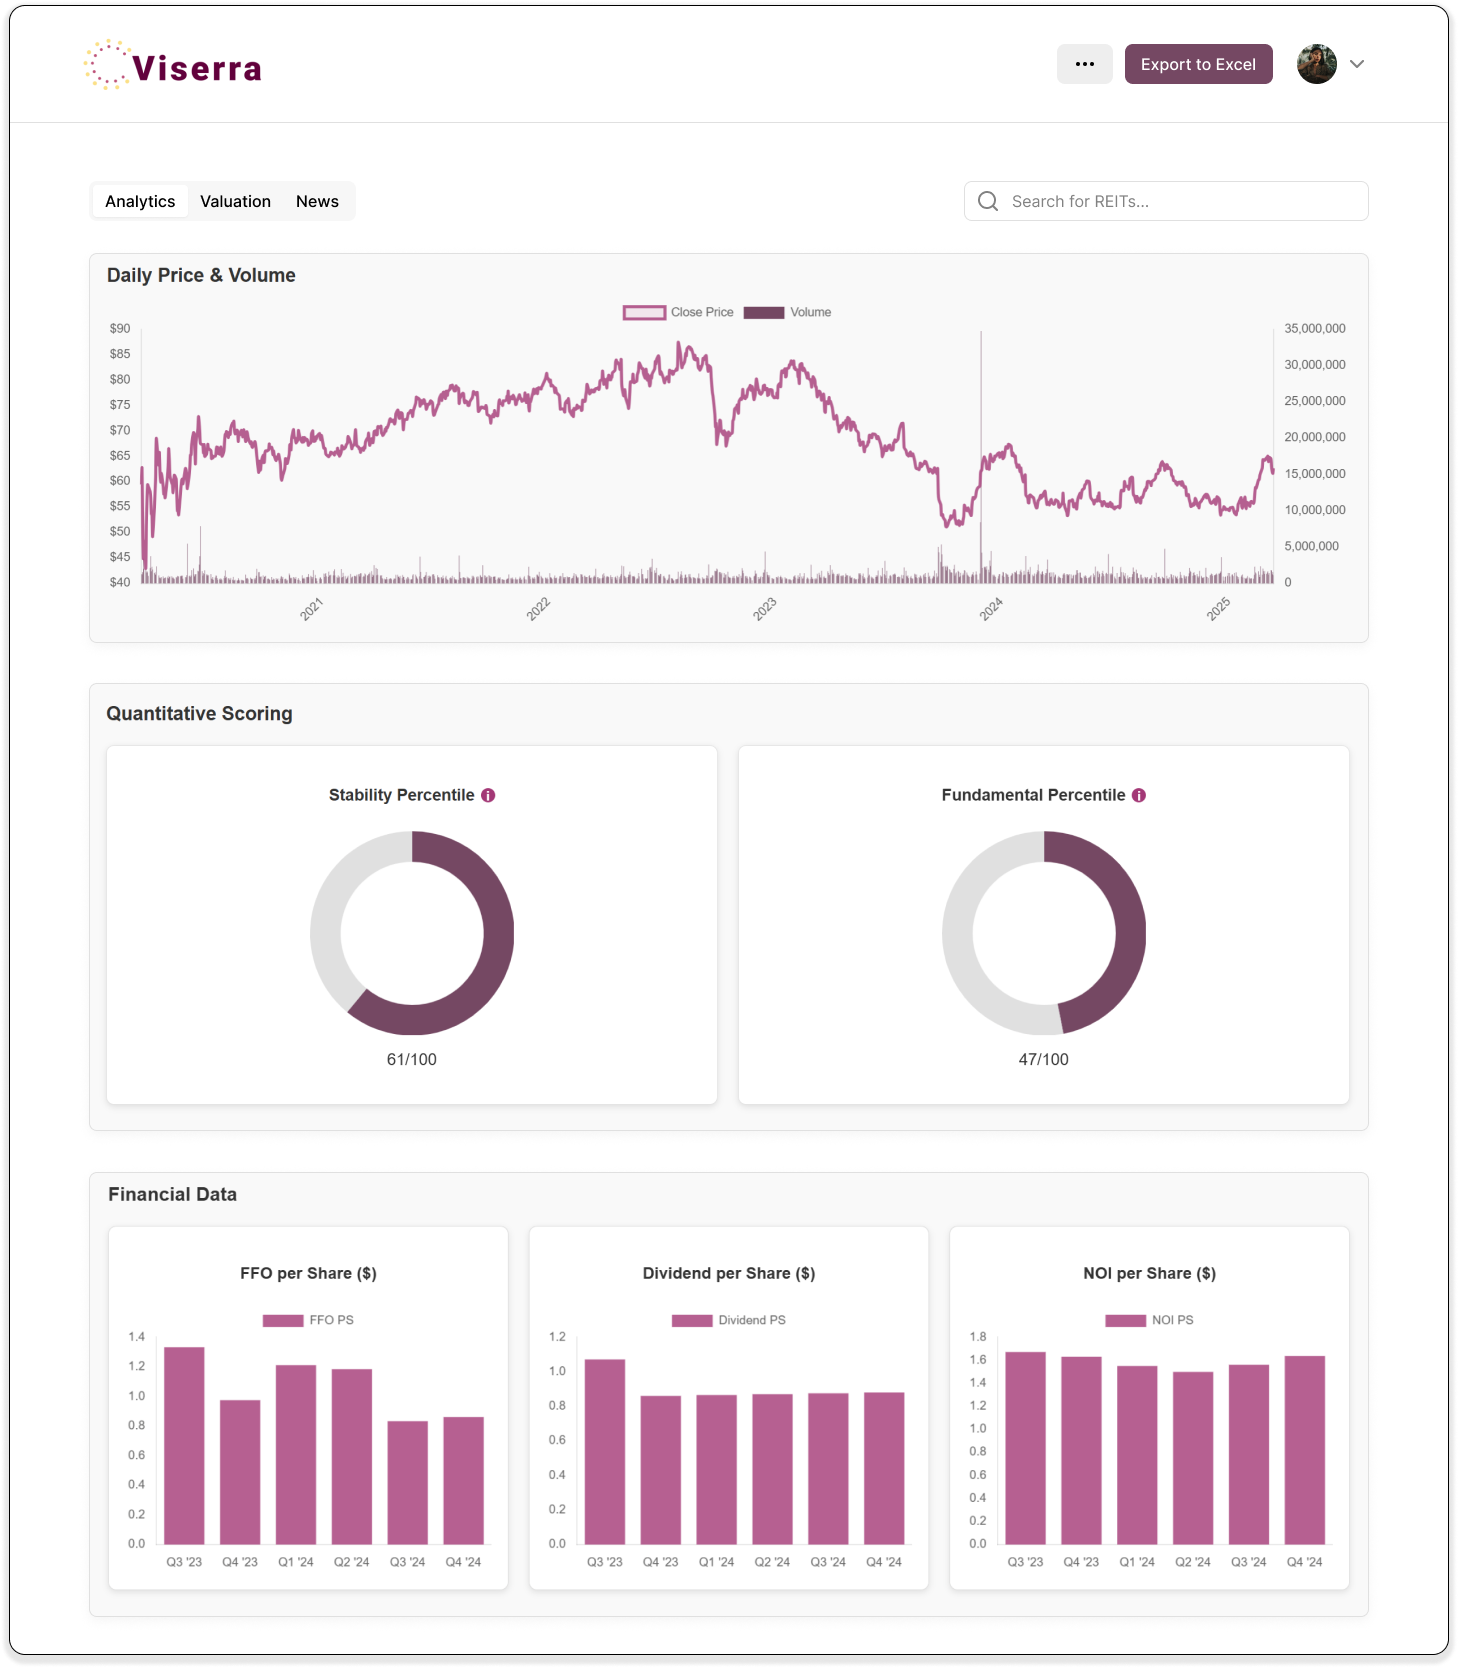 Viserra
Export to Excel
Analytics Valuation News
Search for REITs...
Daily Price & Volume
Close Price Volume
$90 35,000,000
$85
$80 30,000,000
$75 25,000,000
$70 20,000,000
$65
$60 15,000,000
$55 10,000,000
$50
$45 5,000,000
$40 0
2021 2022 2023 2024 2025
Quantitative Scoring
Stability Percentile i
61/100
Fundamental Percentile i
47/100
Financial Data
FFO per Share ($)
FFO PS
1.4
1.2
1.0
0.8
0.6
0.4
0.2
0.0
Q3 '23 Q4 '23 Q1 '24 Q2 '24 Q3 '24 Q4 '24
Dividend per Share ($)
Dividend PS
1.2
1.0
0.8
0.6
0.4
0.2
0.0
Q3 '23 Q4 '23 Q1 '24 Q2 '24 Q3 '24 Q4 '24
NOI per Share ($)
NOI PS
1.8
1.6
1.4
1.2
1.0
0.8
0.6
0.4
0.2
0.0
Q3 '23 Q4 '23 Q1 '24 Q2 '24 Q3 '24 Q4 '24